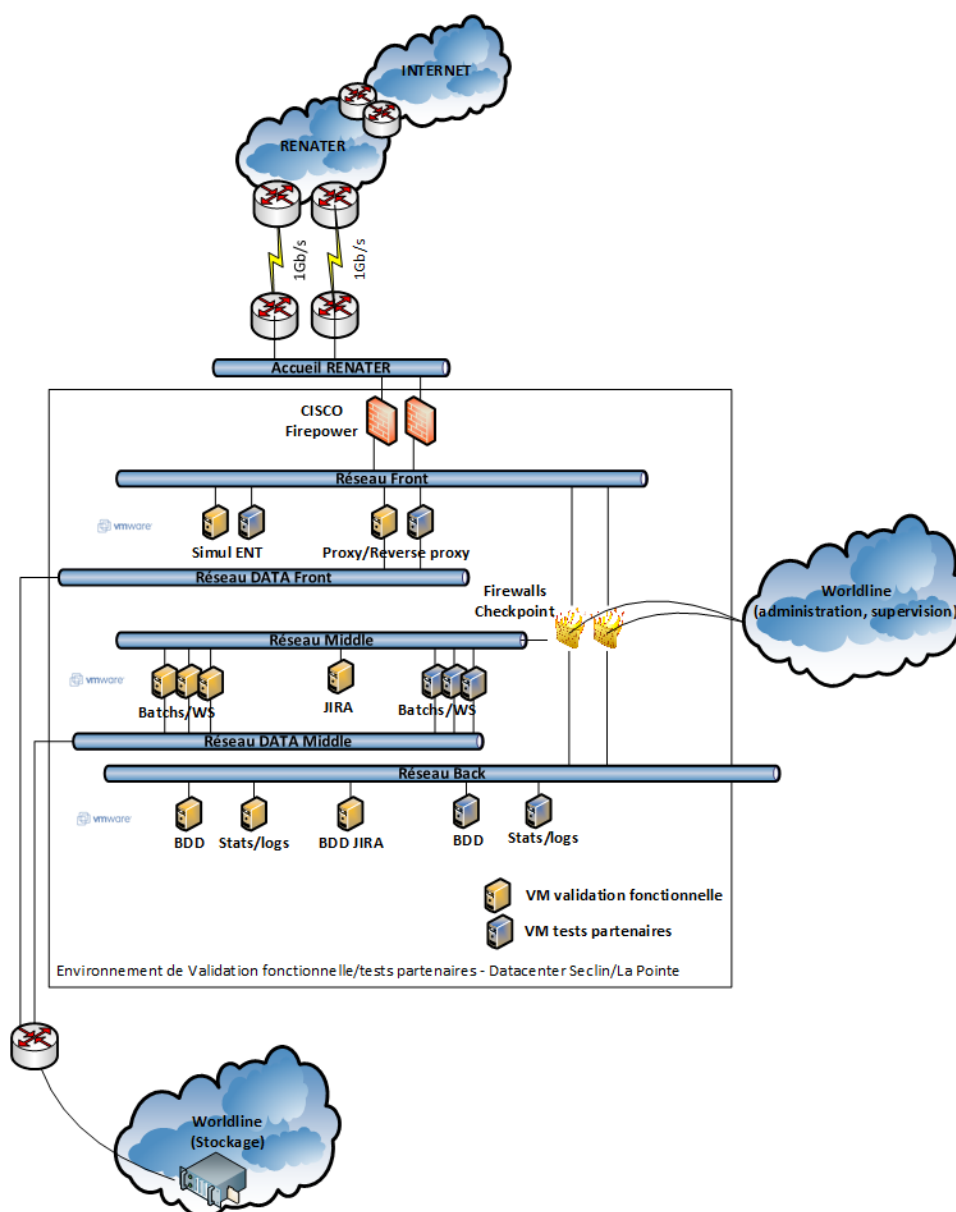 INTERNET
RENATER
1Gb/s
1Gb/s
Accueil RENATER
CISCO
Firepower
Réseau Front
vmware
Simul ENT
Proxy/Reverse proxy
Réseau DATA Front
Firewalls
Checkpoint
Worldline
(administration, supervision)
Réseau Middle
vmware
Batchs/WS
JIRA
Batchs/WS
Réseau DATA Middle
Réseau Back
vmware
BDD
Stats/logs
BDD JIRA
BDD
Stats/logs
VM validation fonctionnelle
VM tests partenaires
Environnement de Validation fonctionnelle/tests partenaires - Datacenter Seclin/La Pointe
Worldline
(Stockage)